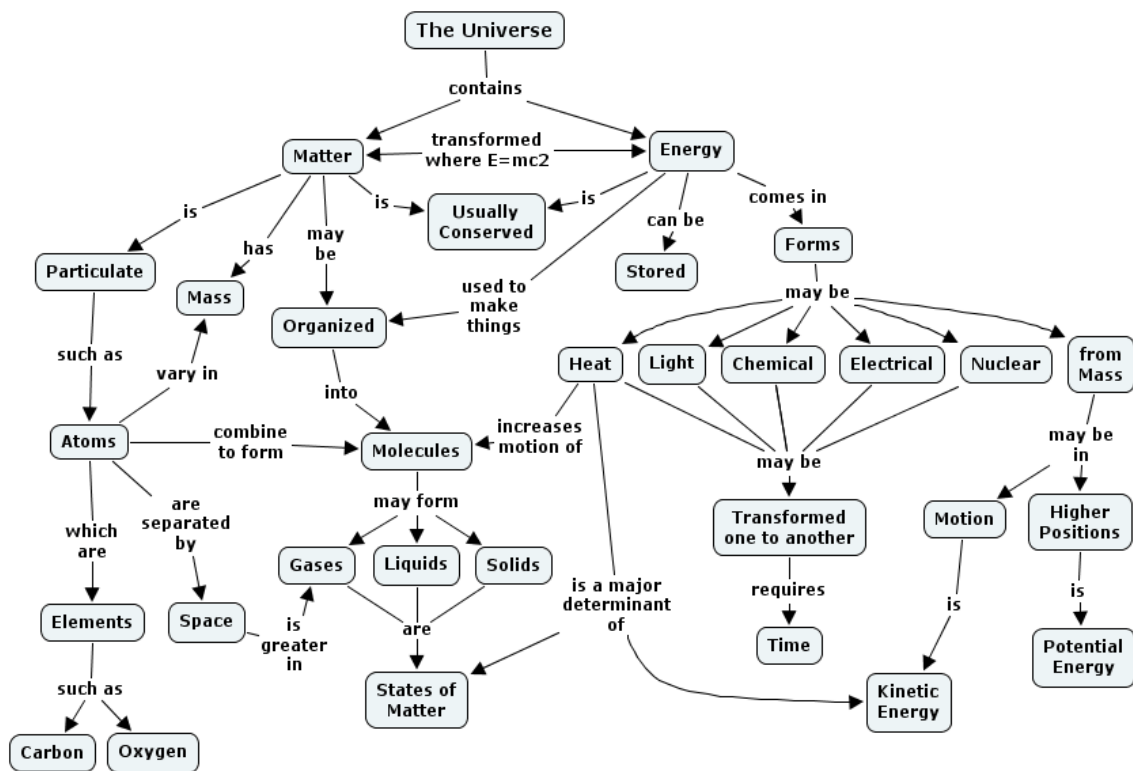 The Universe
contains
transformed
where E=mc2
Matter
Energy
is
has
may
be
is
Usually
Conserved
is
can be
comes in
Particulate
Mass
Stored
Forms
used to
make
things
Organized
may be
such as
vary in
into
Heat
Light
Chemical
Electrical
Nuclear
from
Mass
Atoms
combine
to form
Molecules
increases
motion of
may be
may be
in
which
are
are
separated
by
may form
Gases
Liquids
Solids
Transformed
one to another
Motion
Higher
Positions
Elements
Space
is
greater
in
are
is a major
determinant
of
requires
Time
is
is
Potential
Energy
such as
States of
Matter
Kinetic
Energy
Carbon
Oxygen